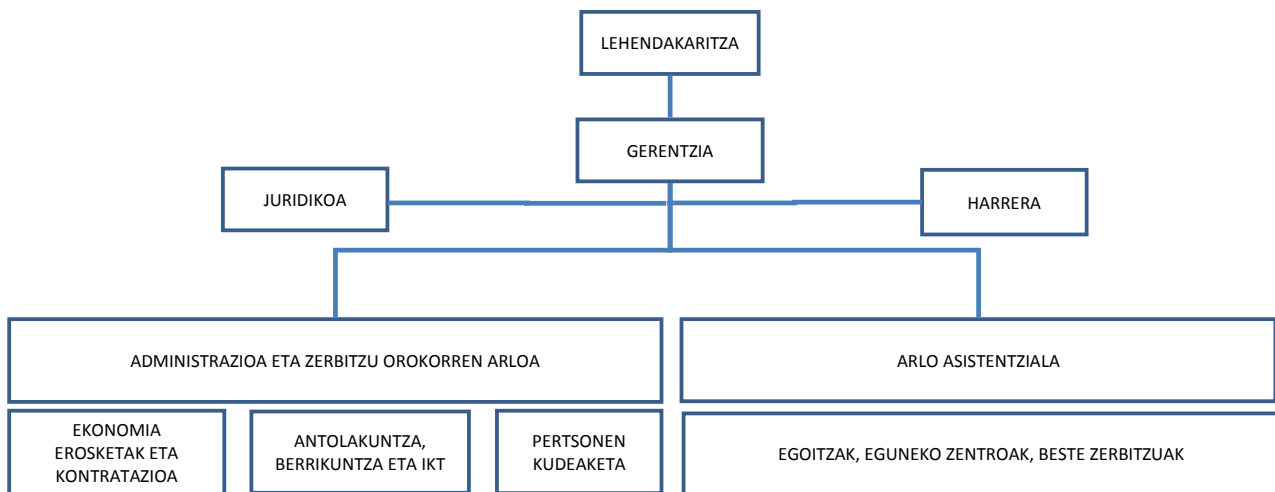 LEHENDAKARITZA
GERENTZIA
JURIDIKOA
HARRERA
ADMINISTRAZIOA ETA ZERBITZU OROKORREN ARLOA
ARLO ASISTENTZIALA
EKONOMIA
EROSKETAK ETA
KONTRATAZIOA
ANTOLAKUNTZA,
BERRIKUNTZA ETA IKT
PERTSONEN
KUDEAKETA
EGOITZAK, EGUNEKO ZENTROAK, BESTE ZERBITZUAK